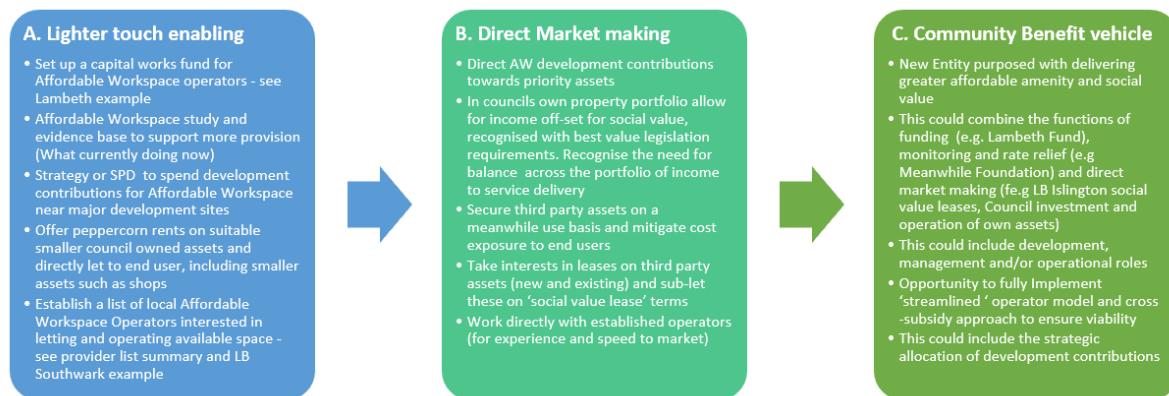 A. Lighter touch enabling
• Set up a capital works fund for
Affordable Workspace operators - see
Lambeth example
• Affordable Workspace study and
evidence base to support more provision
(What currently doing now)
• Strategy or SPD to spend development
contributions for Affordable Workspace
near major development sites
• Offer peppercorn rents on suitable
smaller council owned assets and
directly let to end user, including smaller
assets such as shops
• Establish a list of local Affordable
Workspace Operators interested in
letting and operating available space -
see provider list summary and LB
Southwark example
B. Direct Market making
• Direct AW development contributions
towards priority assets
• In councils own property portfolio allow
for income off-set for social value,
recognised with best value legislation
requirements. Recognise the need for
balance across the portfolio of income
to service delivery
• Secure third party assets on a
meanwhile use basis and mitigate cost
exposure to end users
• Take interests in leases on third party
assets (new and existing) and sub-let
these on 'social value lease' terms
• Work directly with established operators
(for experience and speed to market)
C. Community Benefit vehicle
• New Entity purposed with delivering
greater affordable amenity and social
value
• This could combine the functions of
funding (e.g. Lambeth Fund),
monitoring and rate relief (e.g
Meanwhile Foundation) and direct
market making (fe.g LB Islington social
value leases, Council investment and
operation of own assets)
• This could include development,
management and/or operational roles
• Opportunity to fully Implement
'streamlined ' operator model and cross
-subsidy approach to ensure viability
• This could include the strategic
allocation of development contributions